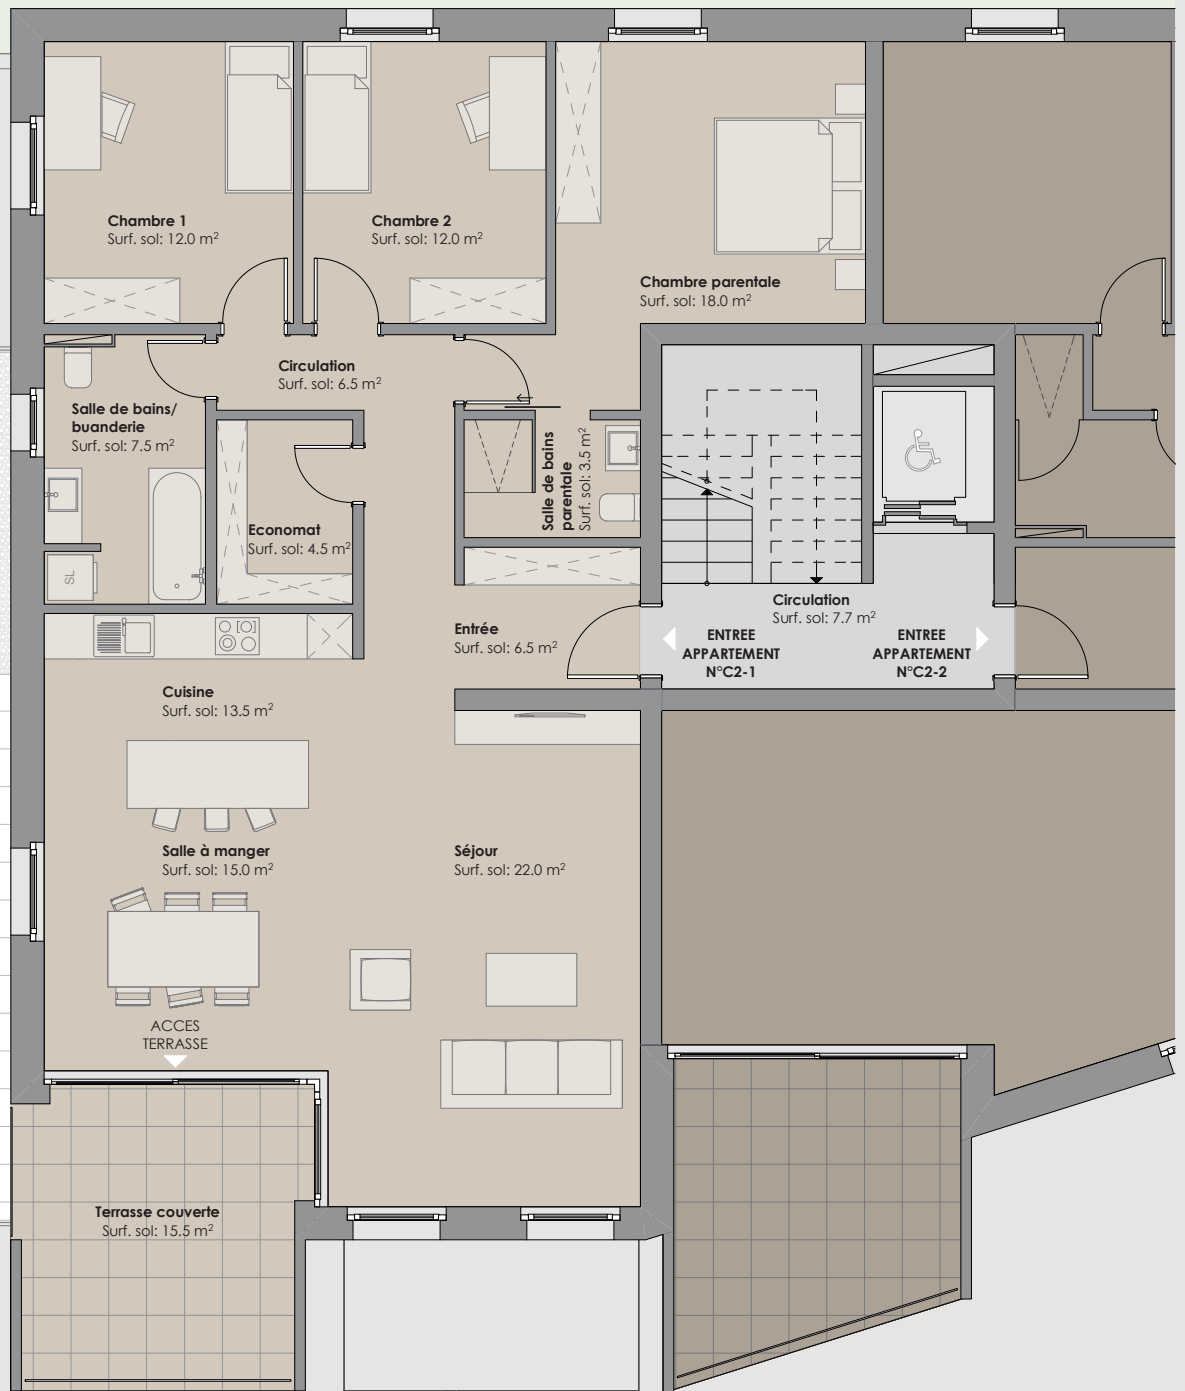 Chambre 1
Surf. sol: 12.0 m²
Chambre 2
Surf. sol: 12.0 m²
Chambre parentale
Surf. sol: 18.0 m²
Circulation
Surf. sol: 6.5 m²
Salle de bains/
buanderie
Surf. sol: 7.5 m²
Salle de bains
parentale
Surf. sol: 3.5 m²
Economat
Surf. sol: 4.5 m²
SL
Entrée
Surf. sol: 6.5 m²
Circulation
Surf. sol: 7.7 m²
ENTREE
APPARTEMENT
N°C2-1
ENTREE
APPARTEMENT
N°C2-2
Cuisine
Surf. sol: 13.5 m²
Salle à manger
Surf. sol: 15.0 m²
Séjour
Surf. sol: 22.0 m²
ACCES
TERRASSE
Terrasse couverte
Surf. sol: 15.5 m²